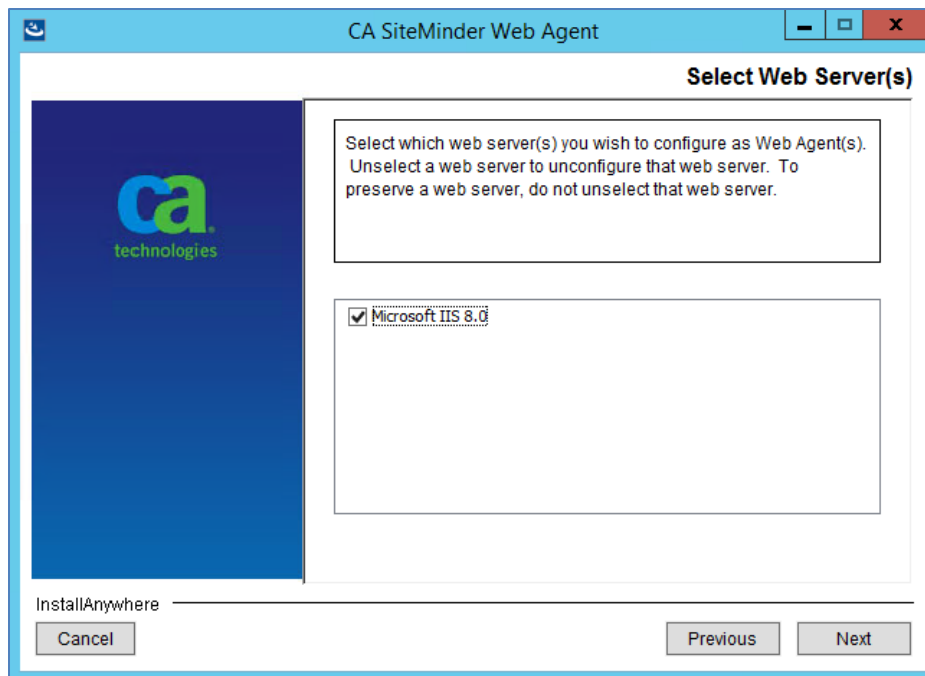 CA SiteMinder Web Agent
Select Web Server(s)
ca
technologies
Select which web server(s) you wish to configure as Web Agent(s).
Unselect a web server to unconfigure that web server. To
preserve a web server, do not unselect that web server.
Microsoft IIS 8.0
InstallAnywhere
Cancel
Previous
Next